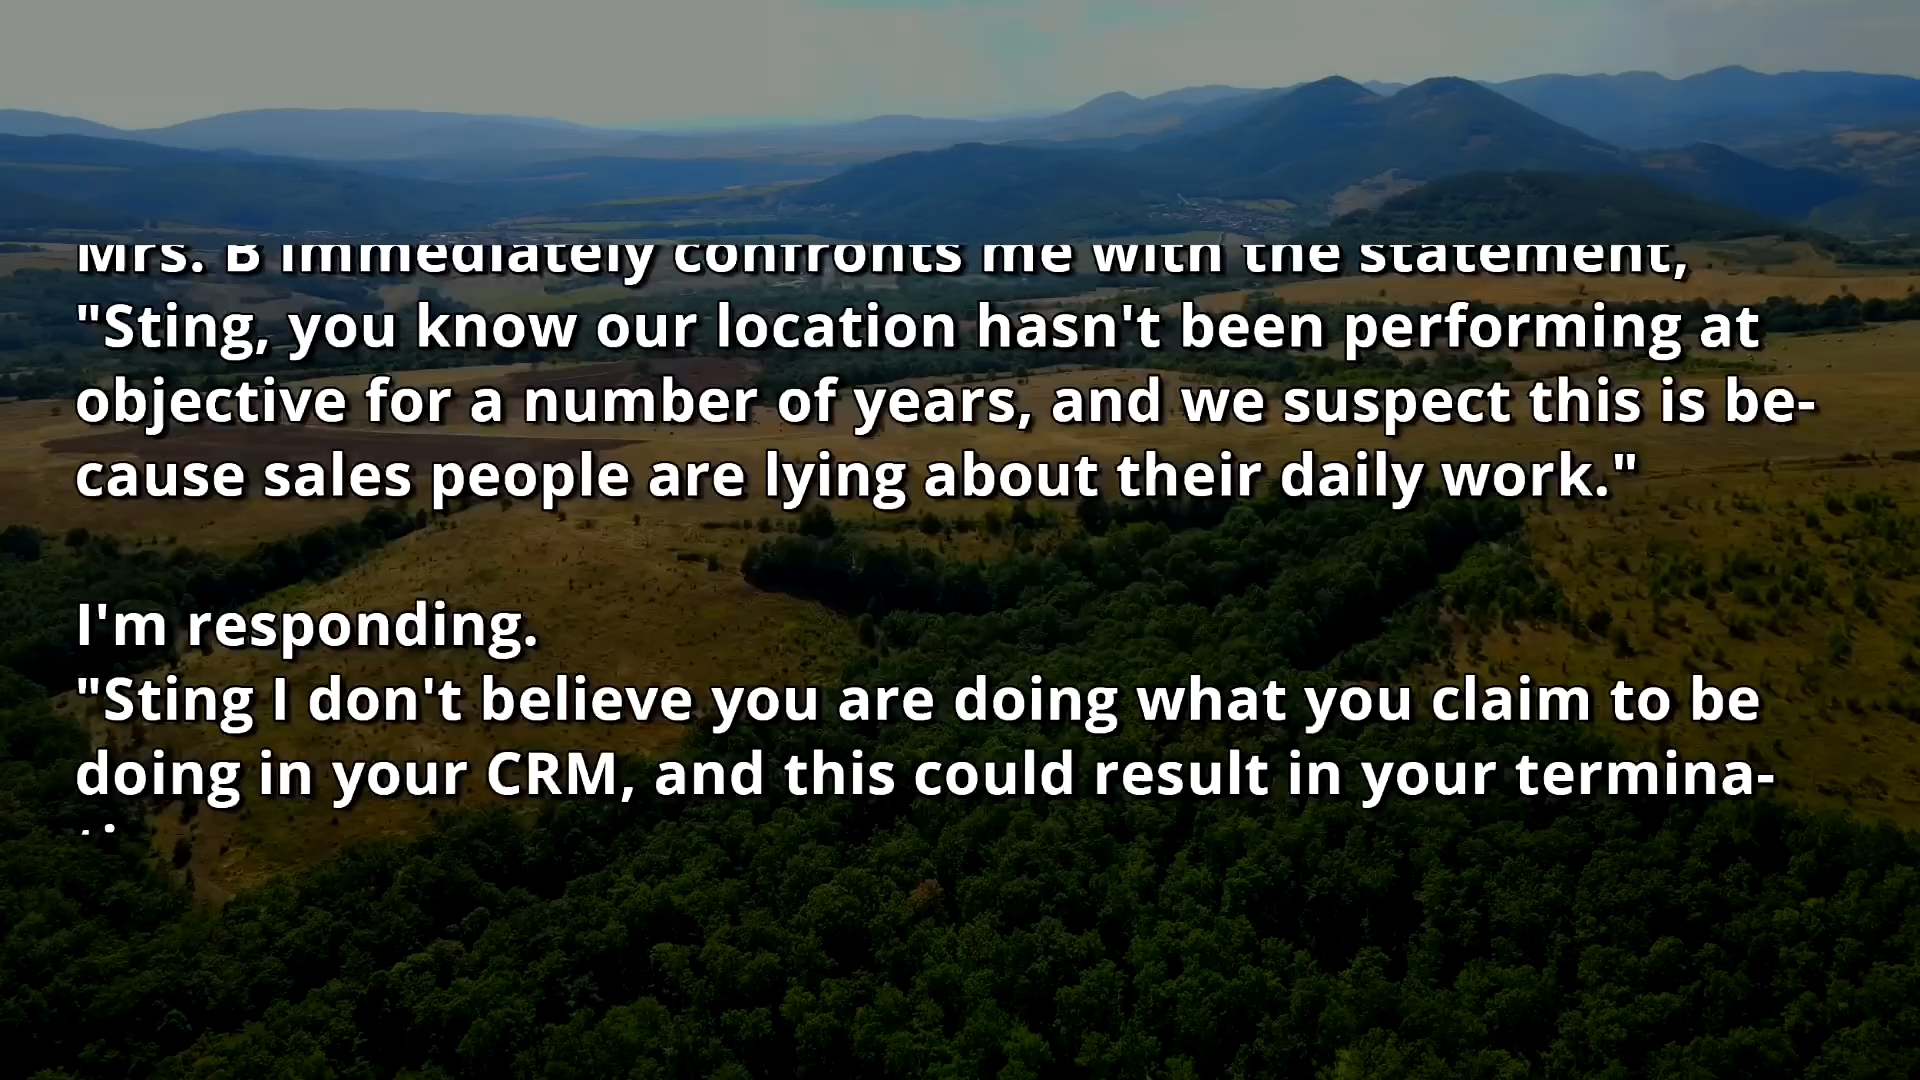 Mrs. B immediately confronts me with the statement,
"Sting, you know our location hasn't been performing at
objective for a number of years, and we suspect this is be-
cause sales people are lying about their daily work."
I'm responding.
"Sting I don't believe you are doing what you claim to be
doing in your CRM, and this could result in your termina-